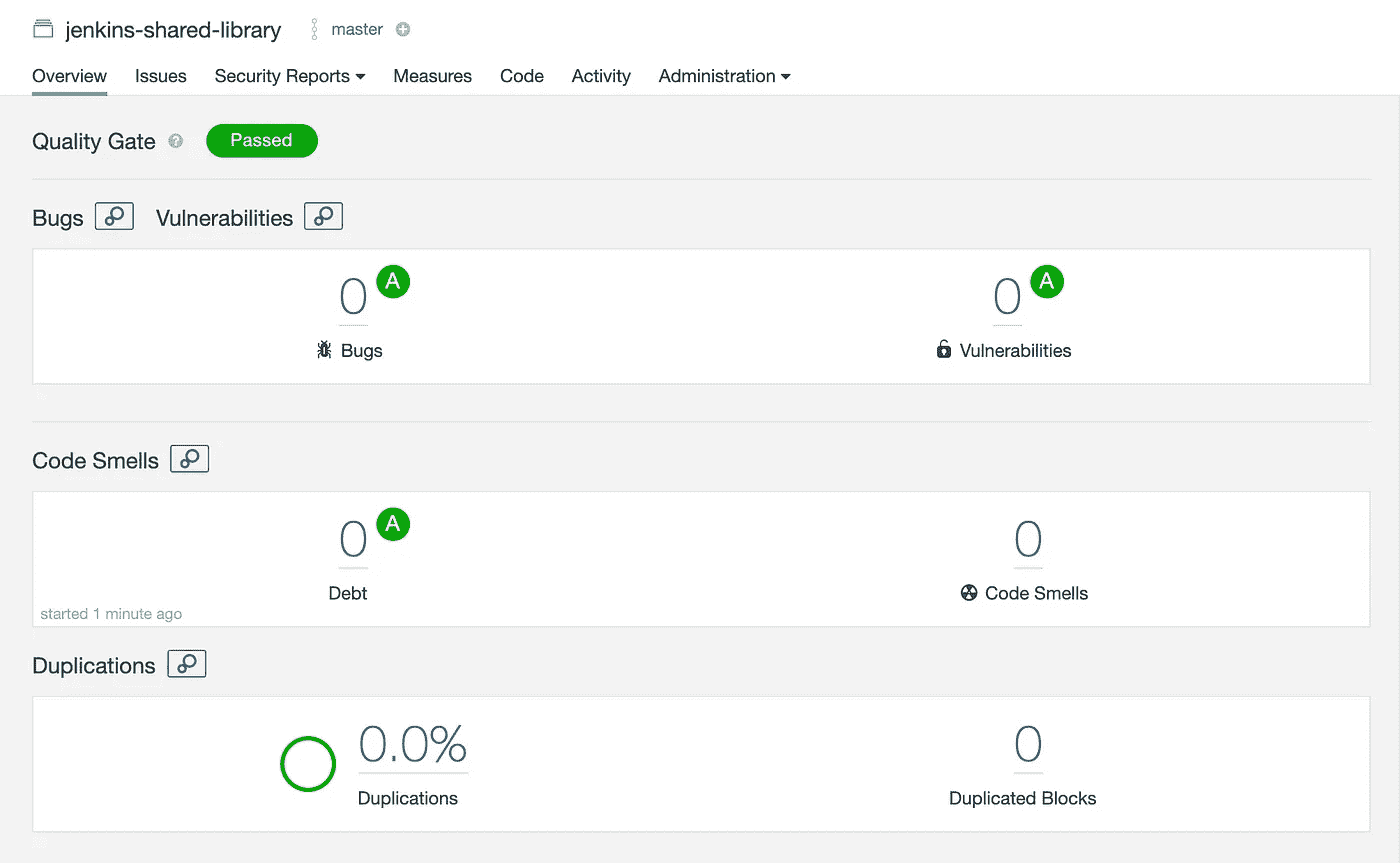 jenkins-shared-library master
Overview Issues Security Reports Measures Code Activity Administration
Quality Gate ? Passed
Bugs Vulnerabilities
0 A 0 A
Bugs Vulnerabilities
Code Smells
0 A 0
Debt Code Smells
started 1 minute ago
Duplications
0.0% 0
Duplications Duplicated Blocks